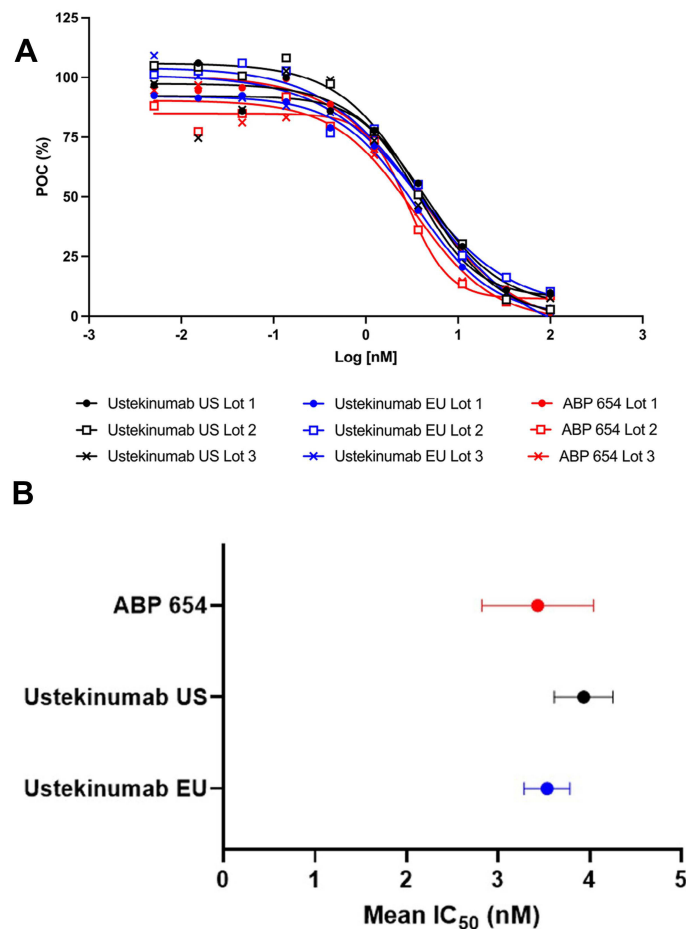 A
125
100
75
50
25
0
POC (%)
-3 -2 -1 0 1 2 3
Log [nM]
Ustekinumab US Lot 1 Ustekinumab EU Lot 1 ABP 654 Lot 1
Ustekinumab US Lot 2 Ustekinumab EU Lot 2 ABP 654 Lot 2
Ustekinumab US Lot 3 Ustekinumab EU Lot 3 ABP 654 Lot 3
B
ABP 654
Ustekinumab US
Ustekinumab EU
0 1 2 3 4 5
Mean IC50 (nM)